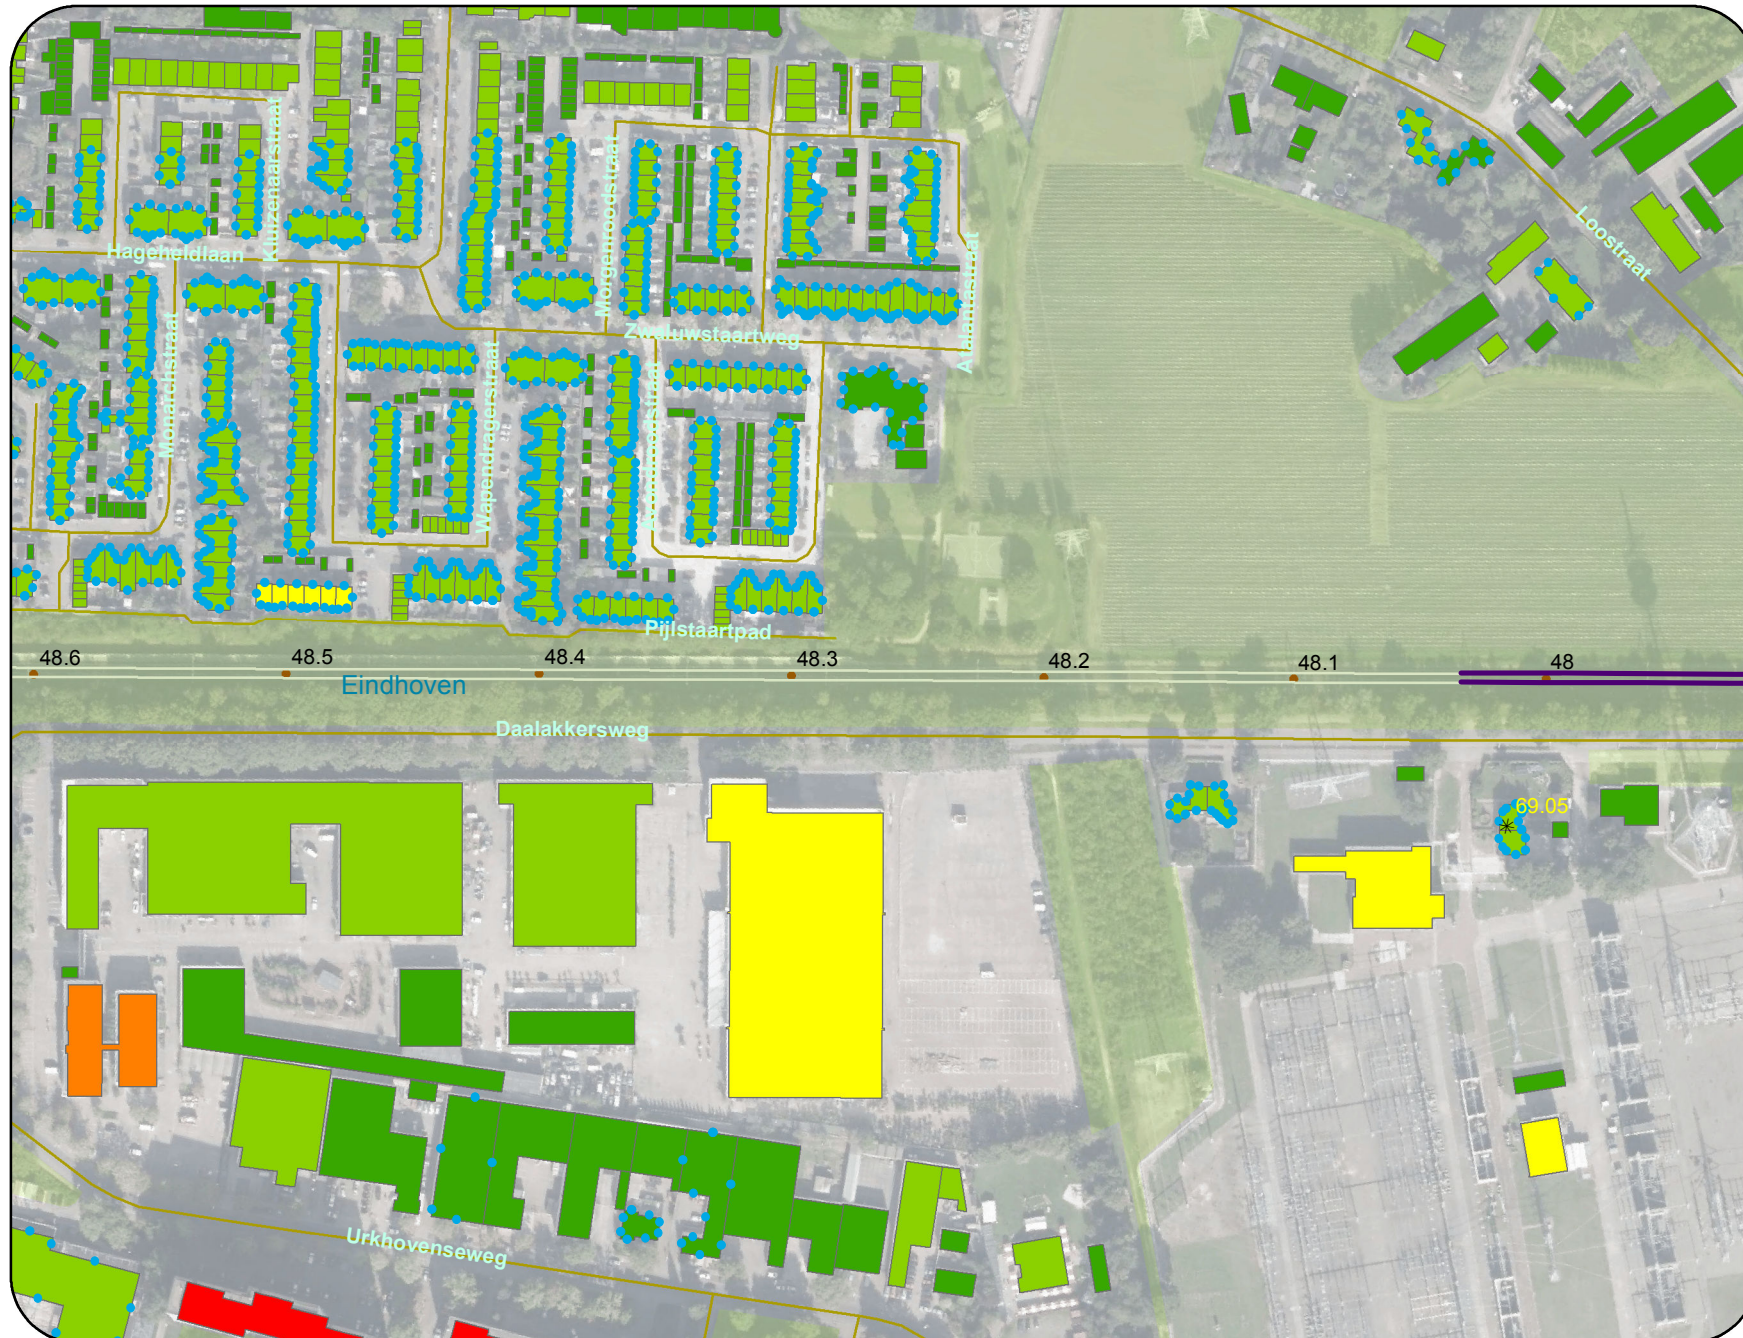 Kluizenaarstraat
Hageheldlaan
Morgenroodstraat
Loostraat
Atalantastraat
Monarchstraat
Zwaluwstaartweg
Wapendragerstraat
Pijlstaartpad
48.6
48.5
48.4
48.3
48.2
48.1
48
Eindhoven
Daalakkersweg
69.05
Urkhovenseweg